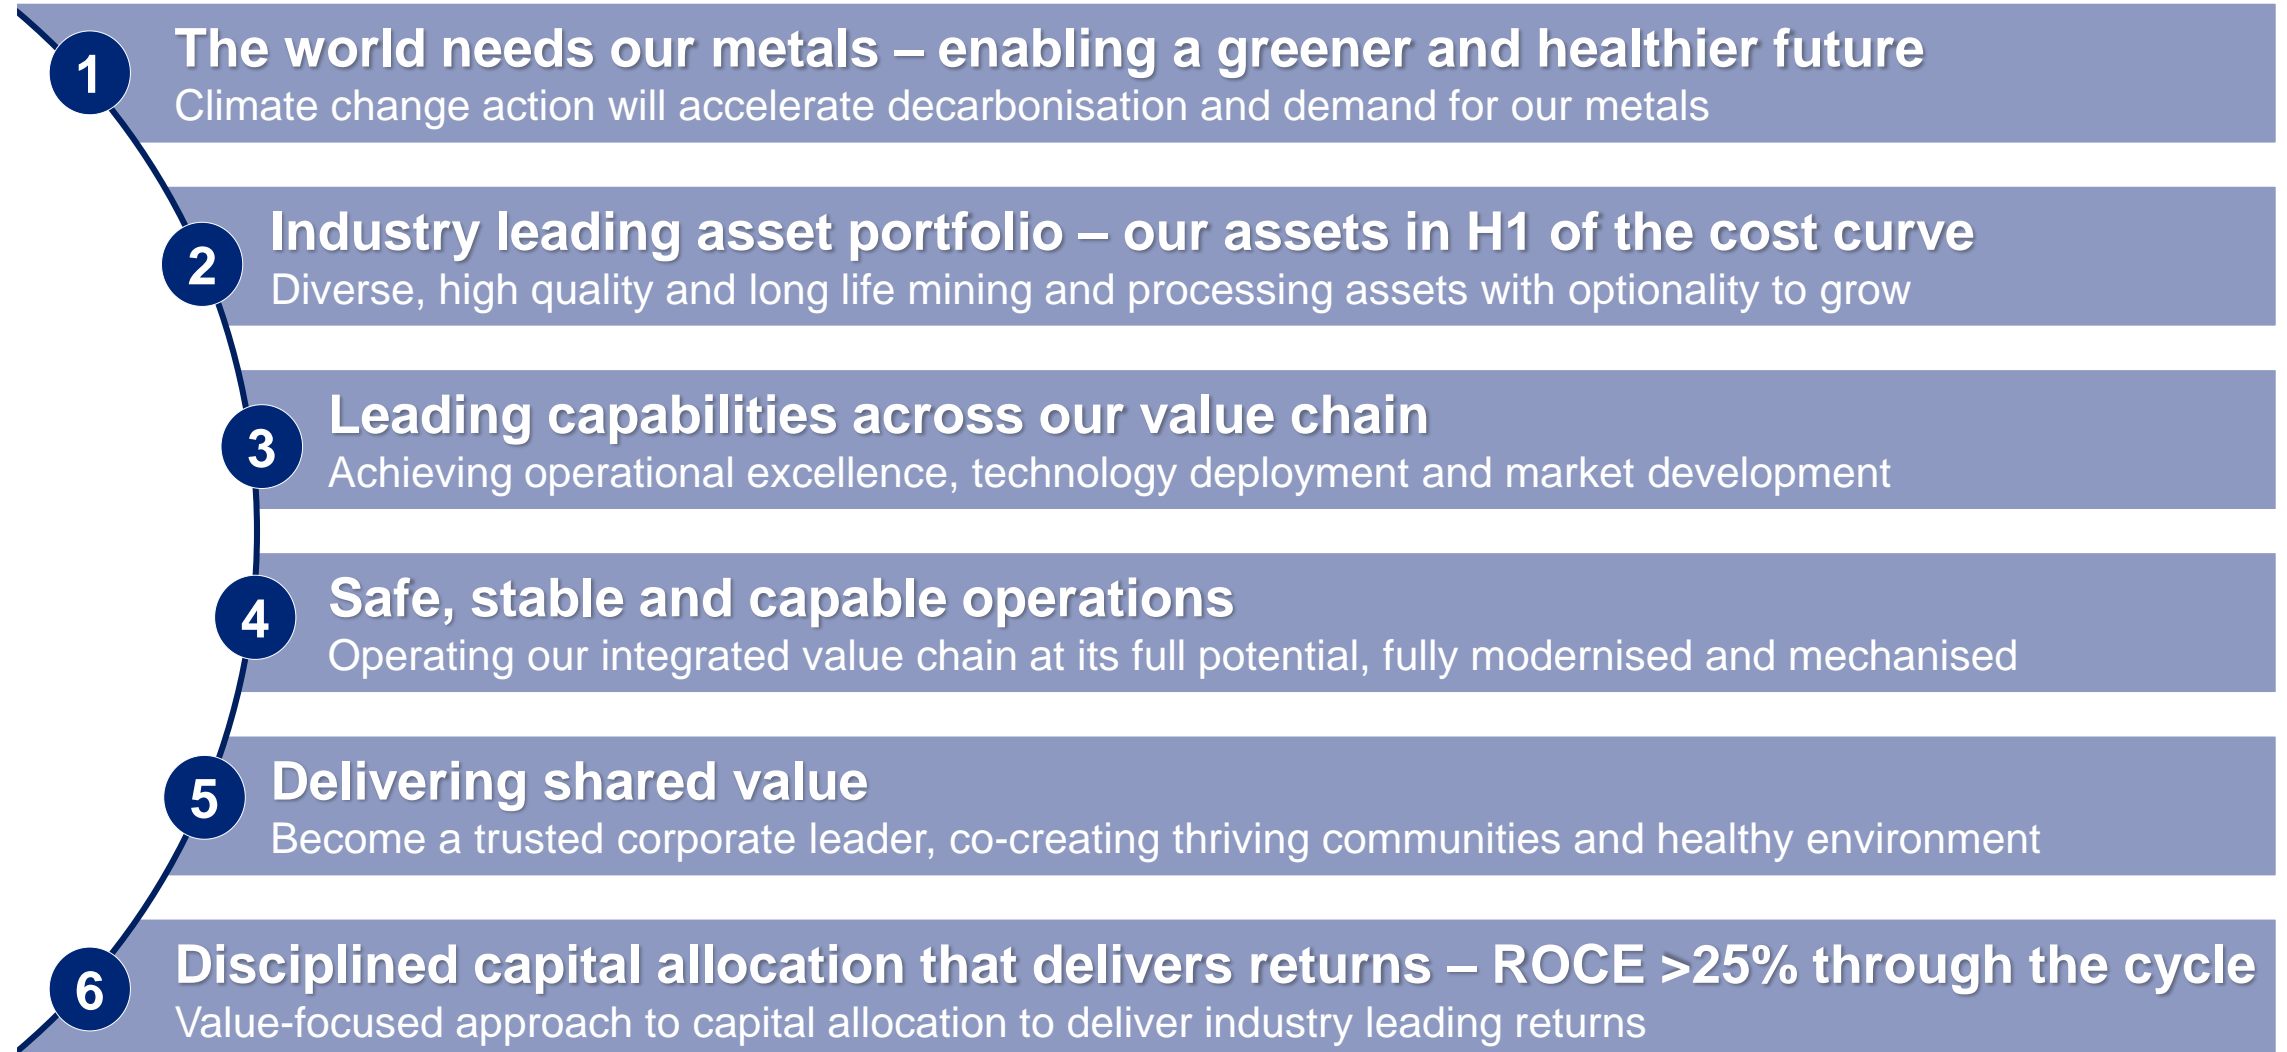 1
The world needs our metals – enabling a greener and healthier future
Climate change action will accelerate decarbonisation and demand for our metals
2
Industry leading asset portfolio – our assets in H1 of the cost curve
Diverse, high quality and long life mining and processing assets with optionality to grow
3
Leading capabilities across our value chain
Achieving operational excellence, technology deployment and market development
4
Safe, stable and capable operations
Operating our integrated value chain at its full potential, fully modernised and mechanised
5
Delivering shared value
Become a trusted corporate leader, co-creating thriving communities and healthy environment
6
Disciplined capital allocation that delivers returns – ROCE >25% through the cycle
Value-focused approach to capital allocation to deliver industry leading returns